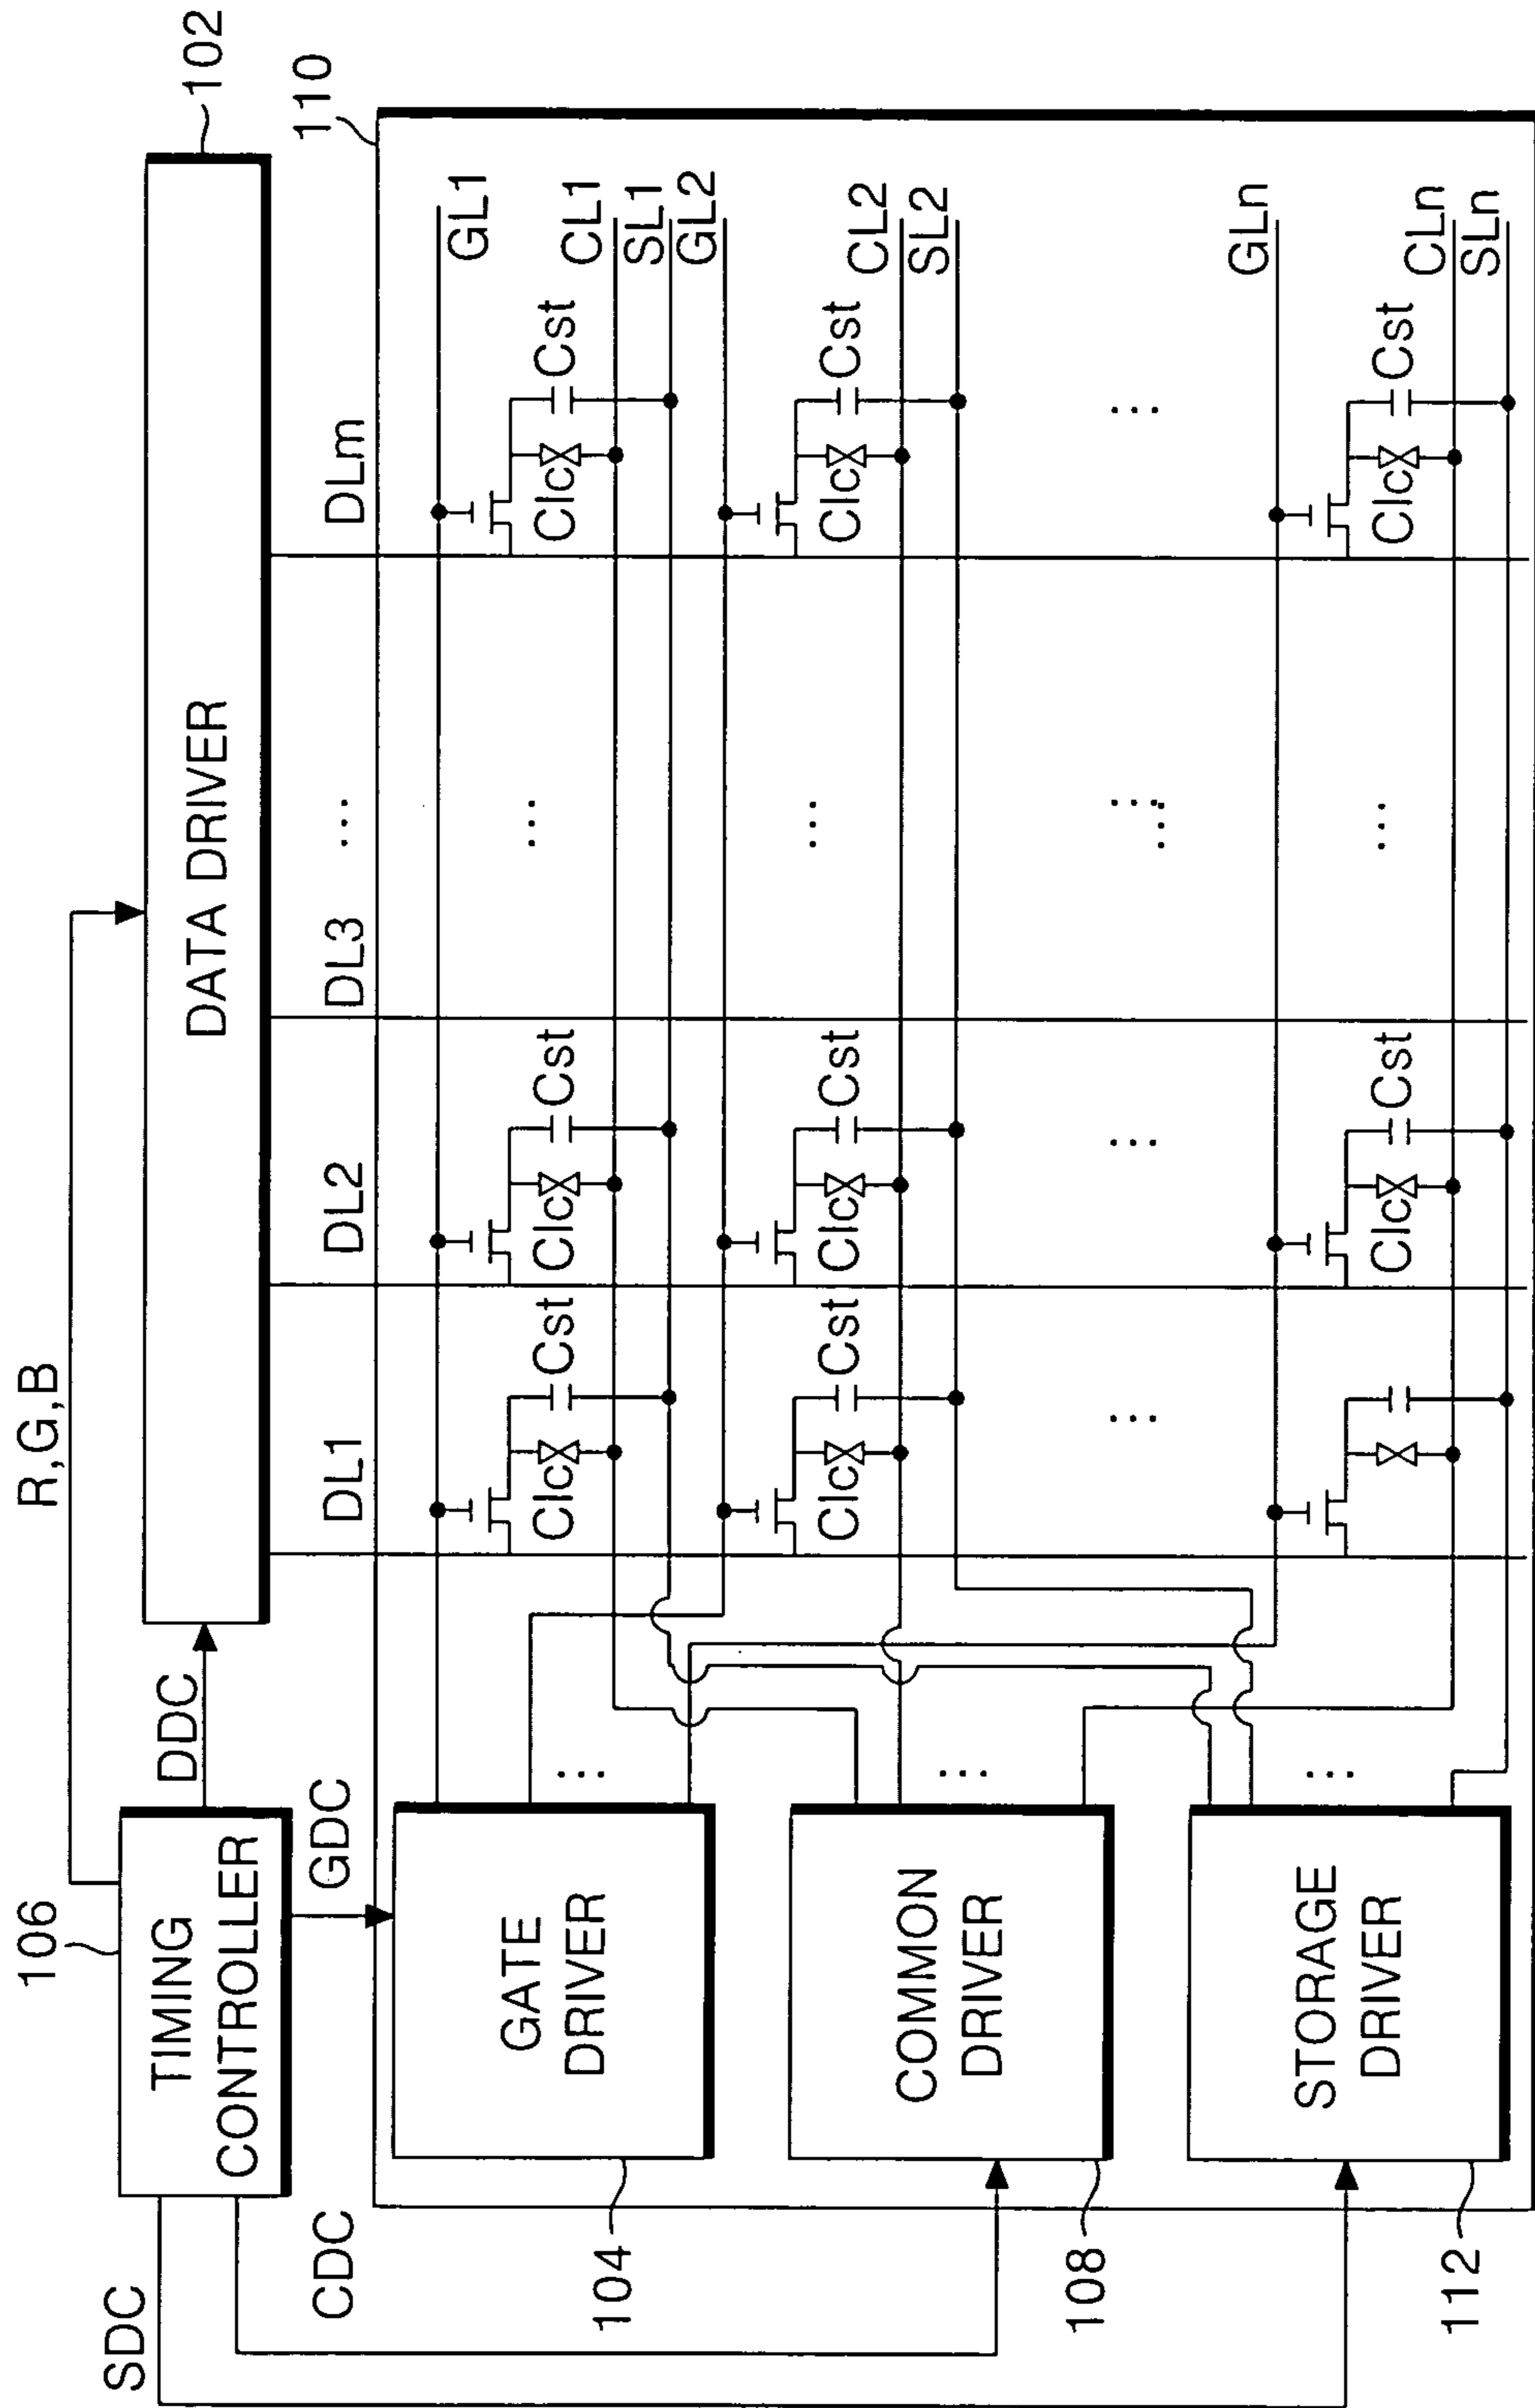 R,G,B
106
102
TIMING
CONTROLLER
DDC
DATA DRIVER
SDC
CDC
GDC
110
DL1
DL2
DL3
...
DLm
GATE
DRIVER
104
...
Clc
Cst
Clc
Cst
...
Clc
Cst
GL1
CL1
SL1
GL2
COMMON
DRIVER
108
...
Clc
Cst
Clc
Cst
...
Clc
Cst
CL2
SL2
...
...
...
...
...
STORAGE
DRIVER
112
...
Clc
Cst
...
Clc
Cst
GLn
CLn
SLn